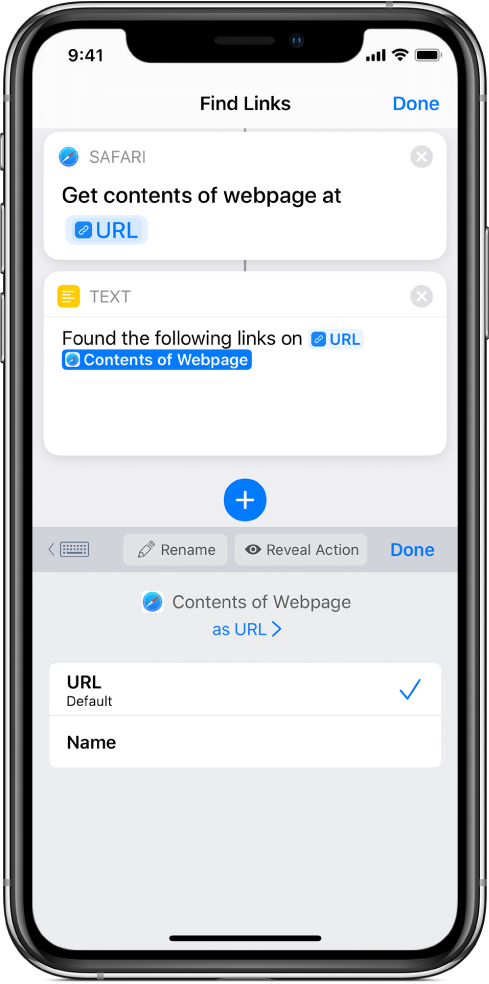 9:41
Find Links
Done
SAFARI
Get contents of webpage at
URL
TEXT
Found the following links on URL
Contents of Webpage
Rename
Reveal Action
Done
Contents of Webpage
as URL
URL
Default
Name